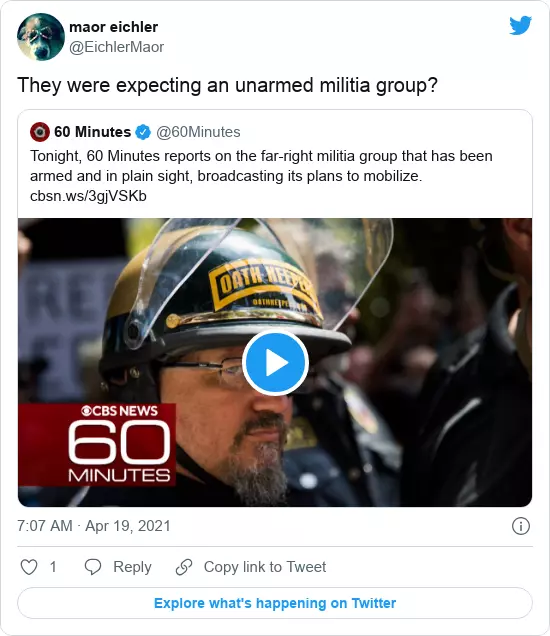 maor eichler
@EichlerMaor
They were expecting an unarmed militia group?
60 Minutes @60Minutes
Tonight, 60 Minutes reports on the far-right militia group that has been
armed and in plain sight, broadcasting its plans to mobilize.
cbsn.ws/3gjVSKb
OATH KEEPER
OATHKEEPER
CBS NEWS
60
MINUTES
7:07 AM · Apr 19, 2021
1 Reply Copy link to Tweet
Explore what's happening on Twitter